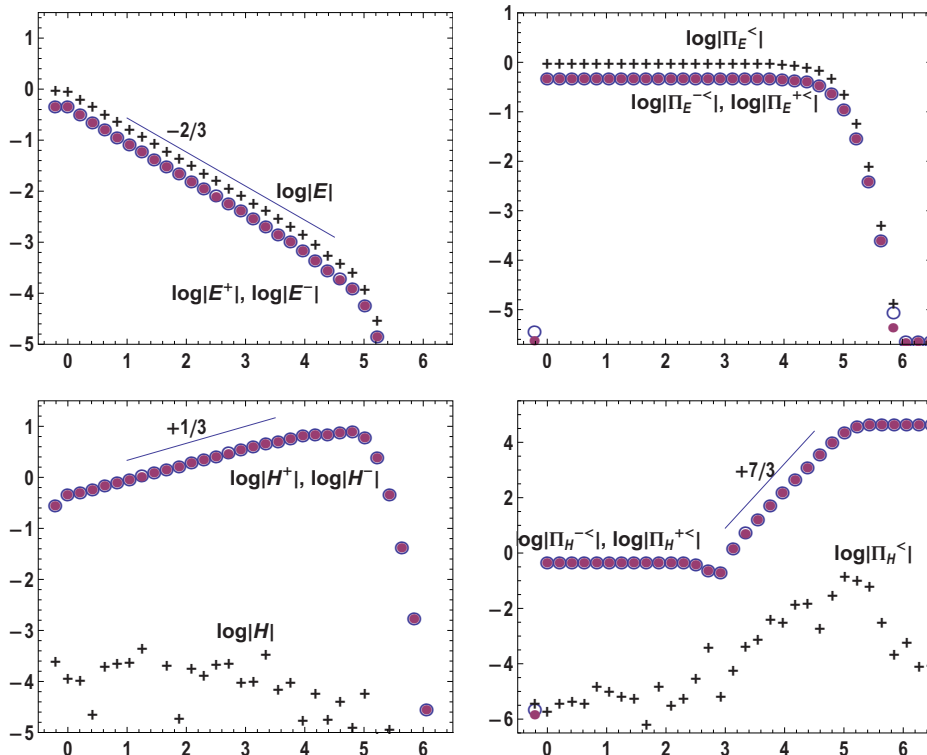 1
0
−1
−2
−3
−4
−5
0 1 2 3 4 5 6
−2/3
log|E|
log|E⁺|, log|E⁻|
1
0
−1
−2
−3
−4
−5
0 1 2 3 4 5 6
log|Π_E^<|
log|Π_E^−<|, log|Π_E^+<|
1
0
−1
−2
−3
−4
−5
0 1 2 3 4 5 6
+1/3
log|H⁺|, log|H⁻|
log|H|
4
2
0
−2
−4
−6
0 1 2 3 4 5 6
+7/3
og|Π_H^−<|, log|Π_H^+<|
log|Π_H^<|